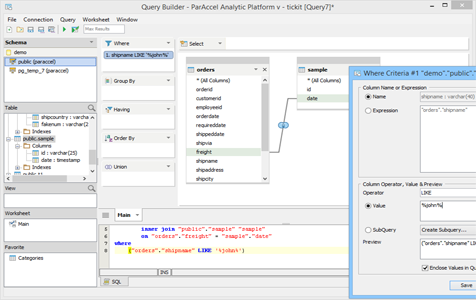 Query Builder - ParAccel Analytic Platform v - tickit [Query7]*
File Connection Query Worksheet Window
Max Results
Schema
demo
public (paraccel)
pg_temp_7 (paraccel)
Table
shipcountry : varchar(
fakenum : varchar(2
Indexes
public.sample
Columns
id : varchar(25)
date : timestamp
Indexes
View
Worksheet
Main
Favorite
Categories
Where
1. shipname LIKE '%john%'
Group By
Having
Order By
Union
Select
orders
* (All Columns)
orderid
customerid
employeeid
orderdate
requireddate
shippeddate
shipvia
freight
shipname
shipaddress
shipcity
sample
* (All Columns)
id
date
Main
5 inner join "public"."sample" "sample"
6 on "orders"."freight" = "sample"."date"
7 where
8 ("orders"."shipname" LIKE '%john%')
INS
SQL
Where Criteria #1 "demo"."public".
Column Name or Expression
Name shipname : varchar(40)
Expression "orders"."shipname"
Column Operator, Value & Preview
Operator LIKE
Value %john%
SubQuery Create Subquery...
Preview ("orders"."shipname" LIKE
Enclose Values in Qu
Save